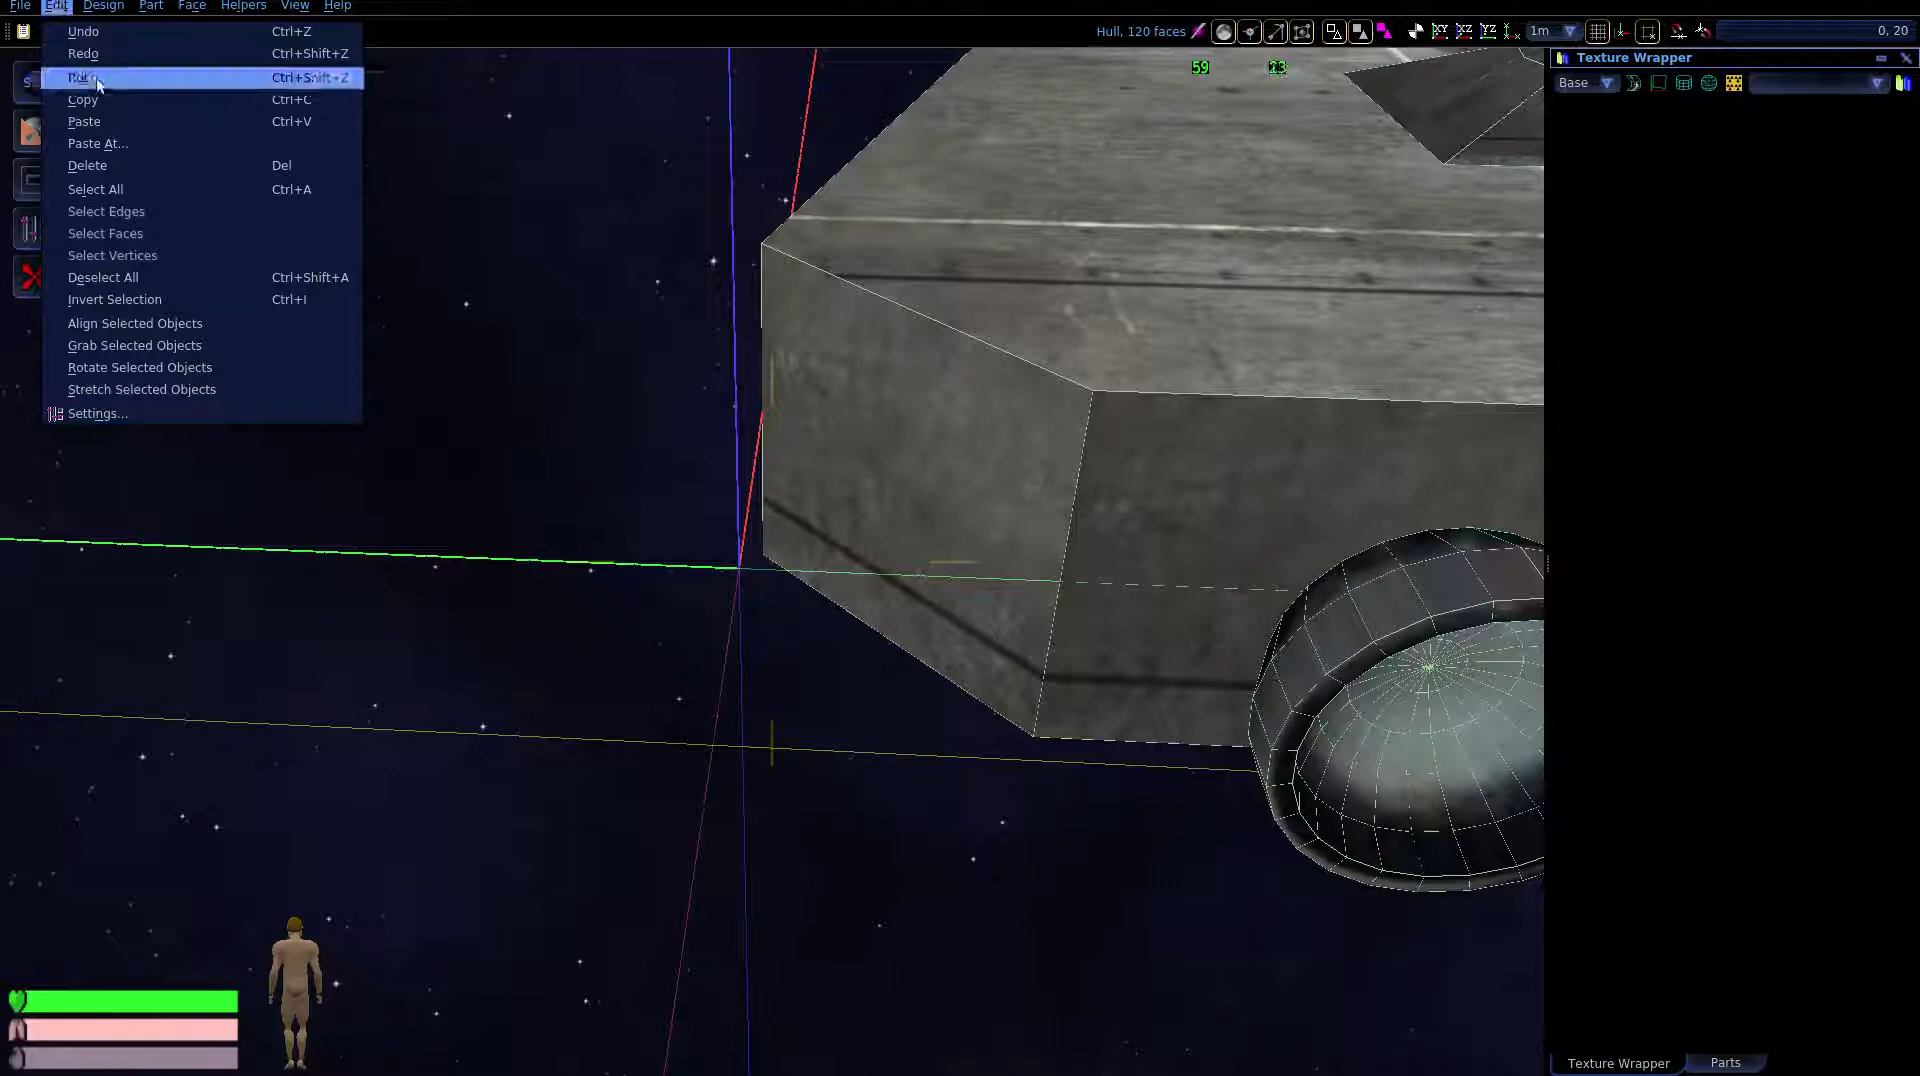 File Edit Design Part Face Helpers View Help
Hull, 120 faces
1m
0, 20
Undo Ctrl+Z
Redo Ctrl+Shift+Z
Copy Ctrl+C
Paste Ctrl+V
Paste At...
Delete Del
Select All Ctrl+A
Select Edges
Select Faces
Select Vertices
Deselect All Ctrl+Shift+A
Invert Selection Ctrl+I
Align Selected Objects
Grab Selected Objects
Rotate Selected Objects
Stretch Selected Objects
Settings...
59 23
XY XZ YZ
Texture Wrapper
Base
Texture Wrapper Parts